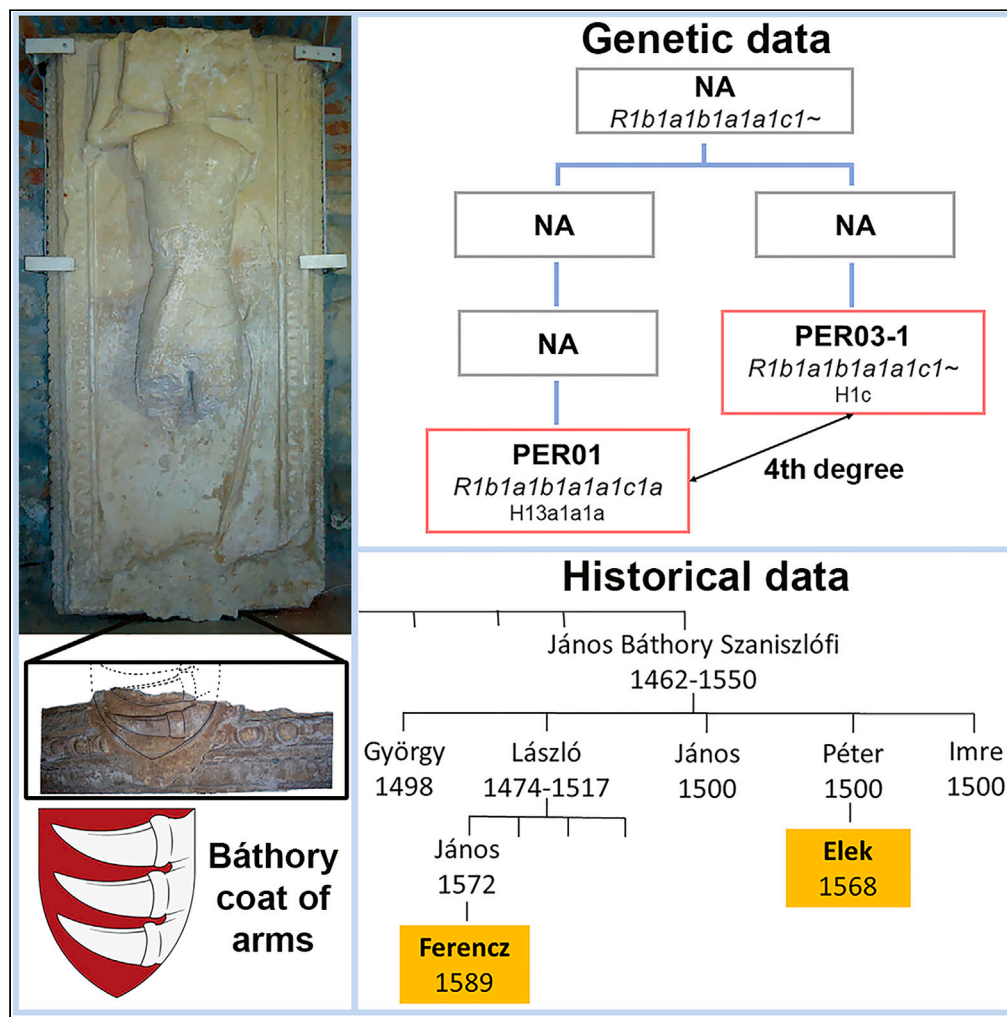 Genetic data
NA
R1b1a1b1a1a1c1~
NA
NA
NA
PER03-1
R1b1a1b1a1a1c1~
H1c
PER01
R1b1a1b1a1a1c1a
H13a1a1a
4th degree
Historical data
János Báthory Szaniszlófi
1462-1550
György
1498
László
1474-1517
János
1500
Péter
1500
Imre
1500
János
1572
Elek
1568
Ferencz
1589
Báthory
coat of
arms